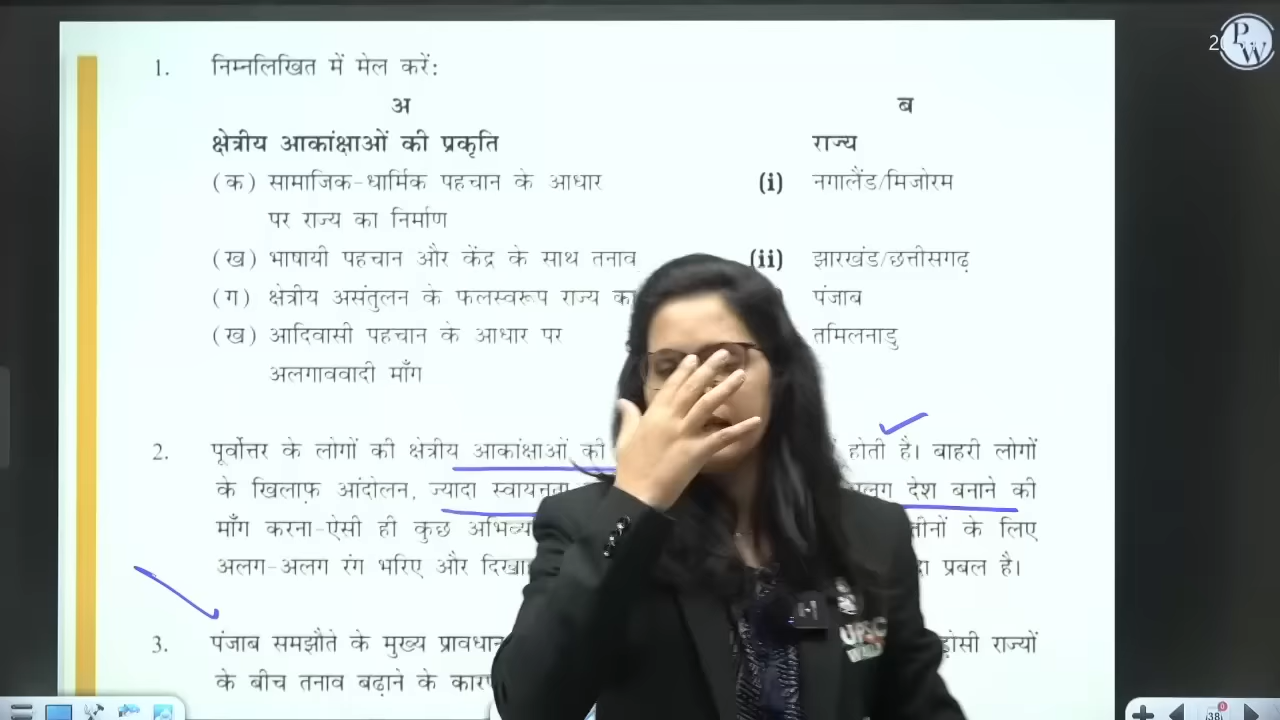 PW
1. निम्नलिखित में मेल करें:
अ ब
क्षेत्रीय आकांक्षाओं की प्रकृति राज्य
(क) सामाजिक-धार्मिक पहचान के आधार (i) नगालैंड/मिजोरम
पर राज्य का निर्माण
(ख) भाषायी पहचान और केंद्र के साथ तनाव (ii) झारखंड/छत्तीसगढ़
(ग) क्षेत्रीय असंतुलन के फलस्वरूप राज्य का पंजाब
(ख) आदिवासी पहचान के आधार पर तमिलनाडु
अलगाववादी माँग
2. पूर्वोत्तर के लोगों की क्षेत्रीय आकांक्षाओं की होती है। बाहरी लोगों
के खिलाफ़ आंदोलन, ज्यादा स्वायत्तता अलग देश बनाने की
माँग करना-ऐसी ही कुछ तीनों के लिए
अलग-अलग रंग भरिए और प्रबल है।
3. पंजाब समझौते के मुख्य राज्यों
के बीच तनाव बढ़ाने के
38